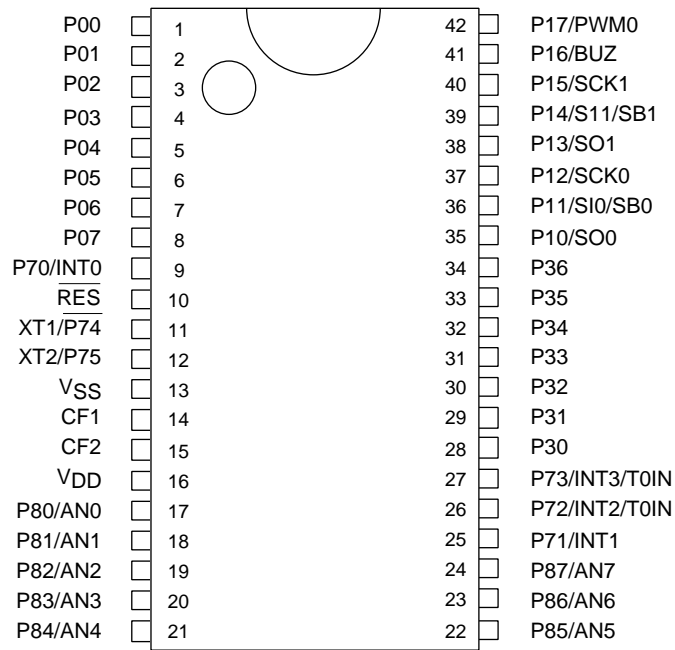 P00 1 42 P17/PWM0
P01 2 41 P16/BUZ
P02 3 40 P15/SCK1
P03 4 39 P14/S11/SB1
P04 5 38 P13/SO1
P05 6 37 P12/SCK0
P06 7 36 P11/SI0/SB0
P07 8 35 P10/SO0
P70/INT0 9 34 P36
RES 10 33 P35
XT1/P74 11 32 P34
XT2/P75 12 31 P33
VSS 13 30 P32
CF1 14 29 P31
CF2 15 28 P30
VDD 16 27 P73/INT3/T0IN
P80/AN0 17 26 P72/INT2/T0IN
P81/AN1 18 25 P71/INT1
P82/AN2 19 24 P87/AN7
P83/AN3 20 23 P86/AN6
P84/AN4 21 22 P85/AN5